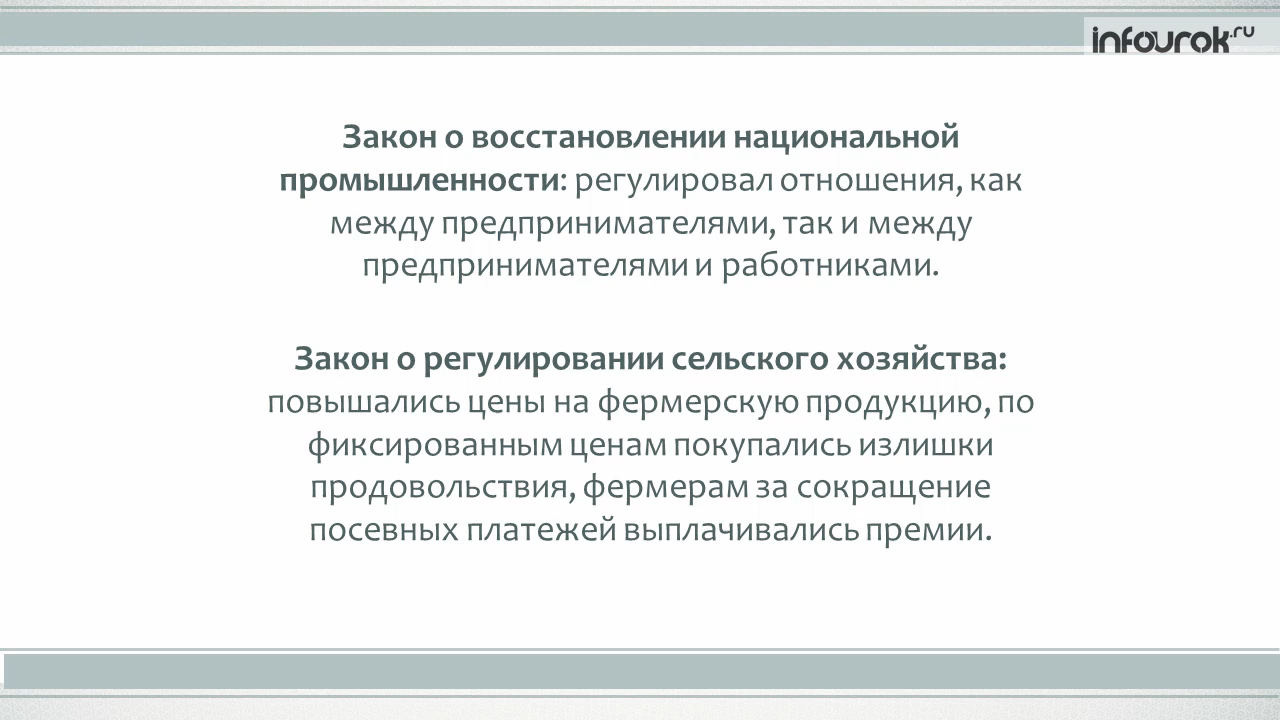 infourok.ru
Закон о восстановлении национальной
промышленности: регулировал отношения, как
между предпринимателями, так и между
предпринимателями и работниками.
Закон о регулировании сельского хозяйства:
повышались цены на фермерскую продукцию, по
фиксированным ценам покупались излишки
продовольствия, фермерам за сокращение
посевных платежей выплачивались премии.